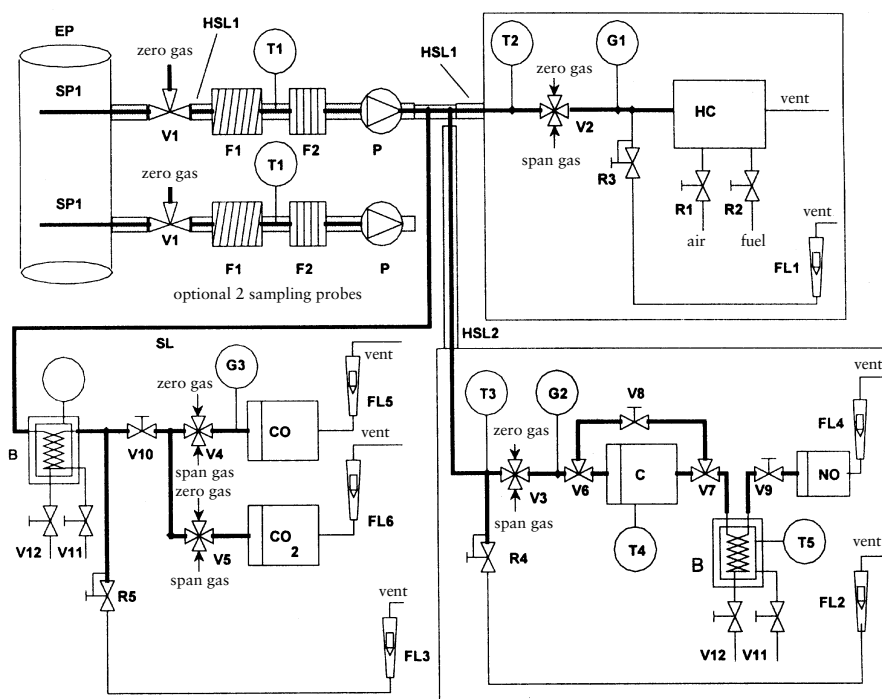 EP
zero gas
HSL1
T1
SP1
V1
F1
F2
P
HSL1
T2
zero gas
G1
V2
span gas
HC
vent
R3
R1
R2
air
fuel
vent
FL1
zero gas
T1
SP1
V1
F1
F2
P
optional 2 sampling probes
SL
HSL2
vent
G3
zero gas
FL5
CO
B
V10
V4
span gas
zero gas
vent
FL6
CO
2
V5
span gas
V12
V11
R5
vent
FL3
T3
G2
V8
vent
FL4
zero gas
V3
span gas
V6
C
V7
V9
NO
T4
T5
B
R4
vent
FL2
V12
V11